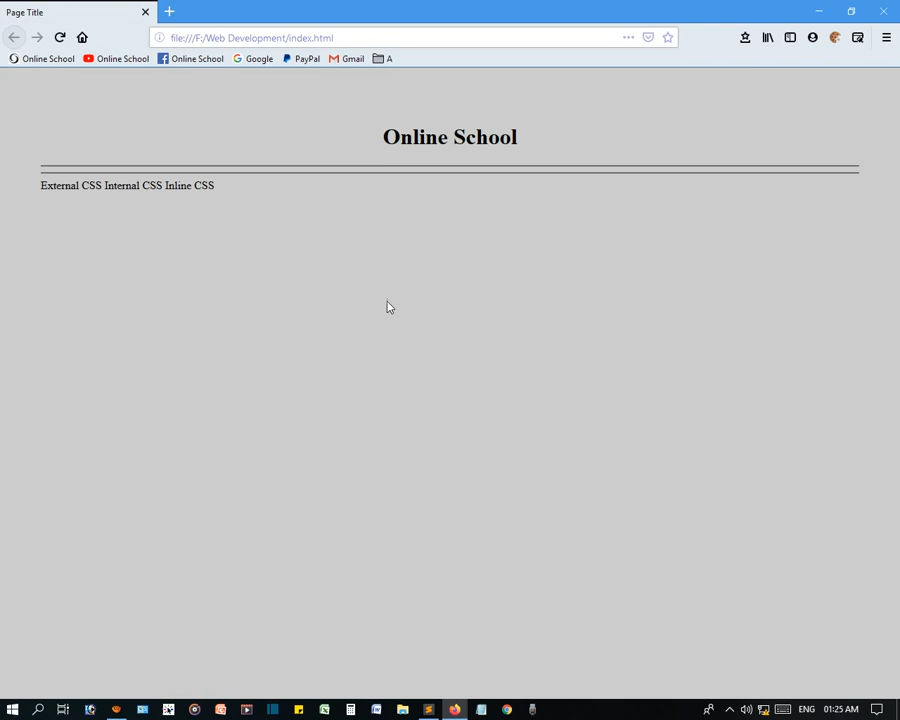 Page Title
file:///F:/Web Development/index.html
Online School Online School Online School Google PayPal Gmail A
Online School
External CSS Internal CSS Inline CSS
ENG 01:25 AM